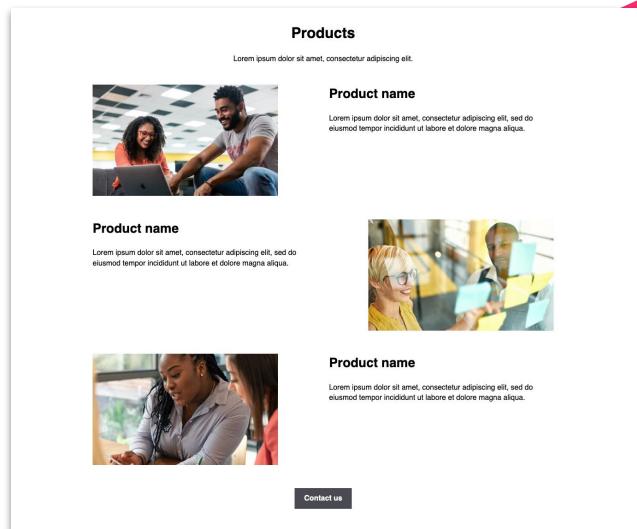 Products
Lorem ipsum dolor sit amet, consectetur adipiscing elit.
Product name
Lorem ipsum dolor sit amet, consectetur adipiscing elit, sed do
eiusmod tempor incididunt ut labore et dolore magna aliqua.
Product name
Lorem ipsum dolor sit amet, consectetur adipiscing elit, sed do
eiusmod tempor incididunt ut labore et dolore magna aliqua.
Product name
Lorem ipsum dolor sit amet, consectetur adipiscing elit, sed do
eiusmod tempor incididunt ut labore et dolore magna aliqua.
Contact us